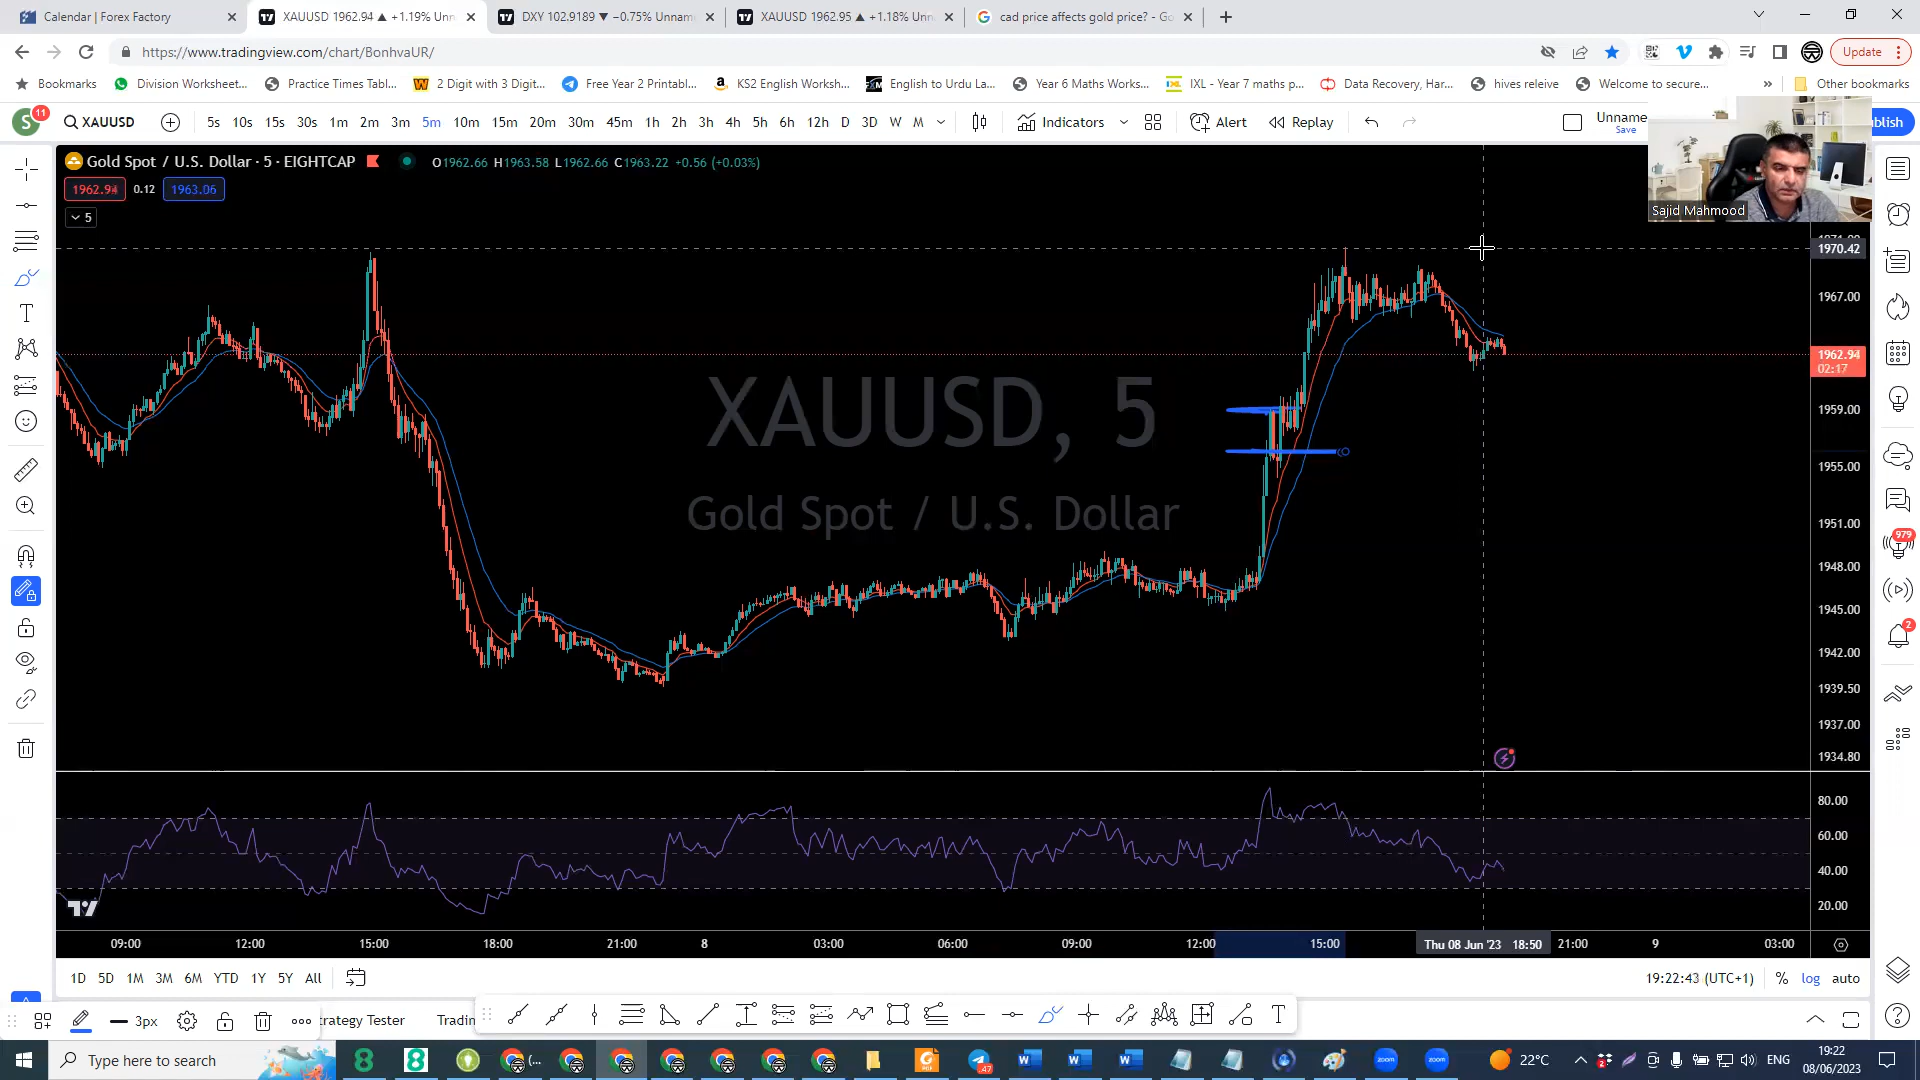 Calendar | Forex Factory
XAUUSD 1962.94 ▲ +1.19% Unn
DXY 102.9189 ▼ −0.75% Unnam
XAUUSD 1962.95 ▲ +1.18% Unn
cad price affects gold price? - Go
https://www.tradingview.com/chart/BonhvaUR/
Update
Bookmarks
Division Worksheet...
Practice Times Tabl...
2 Digit with 3 Digit...
Free Year 2 Printabl...
KS2 English Worksh...
English to Urdu La...
Year 6 Maths Works...
IXL - Year 7 maths p...
Data Recovery, Har...
hives releive
Welcome to secure...
»
Other bookmarks
S 11
XAUUSD
5s 10s 15s 30s 1m 2m 3m 5m 10m 15m 20m 30m 45m 1h 2h 3h 4h 5h 6h 12h D 3D W M
Indicators
Alert
Replay
Unname
Save
blish
Gold Spot / U.S. Dollar · 5 · EIGHTCAP
O1962.66 H1963.58 L1962.66 C1963.22 +0.56 (+0.03%)
1962.94 0.12 1963.06
5
Sajid Mahmood
1970.42
1967.00
1962.94
02:17
1959.00
1955.00
1951.00
1948.00
1945.00
1942.00
1939.50
1937.00
1934.80
XAUUSD, 5
Gold Spot / U.S. Dollar
979
2
80.00
60.00
40.00
20.00
09:00 12:00 15:00 18:00 21:00 8 03:00 06:00 09:00 12:00 15:00 Thu 08 Jun '23 18:50 21:00 9 03:00
1D 5D 1M 3M 6M YTD 1Y 5Y All
19:22:43 (UTC+1) % log auto
3px
trategy Tester
Tradin
Type here to search
47
zoom
zoom
22°C
ENG
19:22
08/06/2023